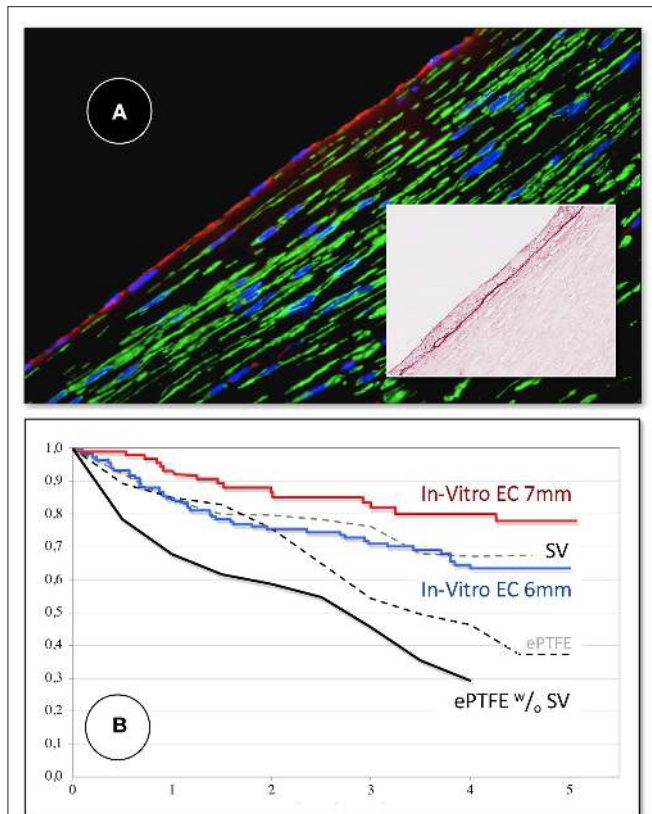 A
1,0
0,9
0,8
0,7
0,6
0,5
0,4
0,3
0,2
0,1
0,0
In-Vitro EC 7mm
SV
In-Vitro EC 6mm
ePTFE
ePTFE w/o SV
B
0 1 2 3 4 5